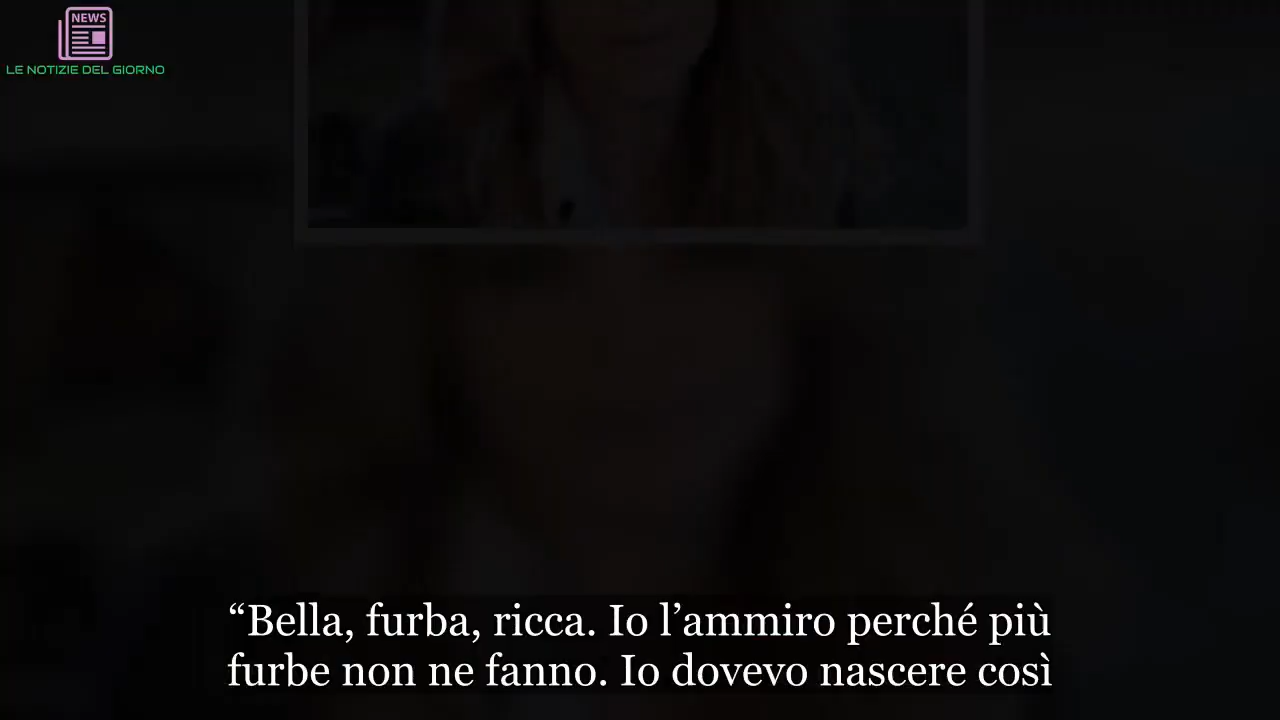 NEWS
LE NOTIZIE DEL GIORNO
“Bella, furba, ricca. Io l’ammiro perché più
furbe non ne fanno. Io dovevo nascere così